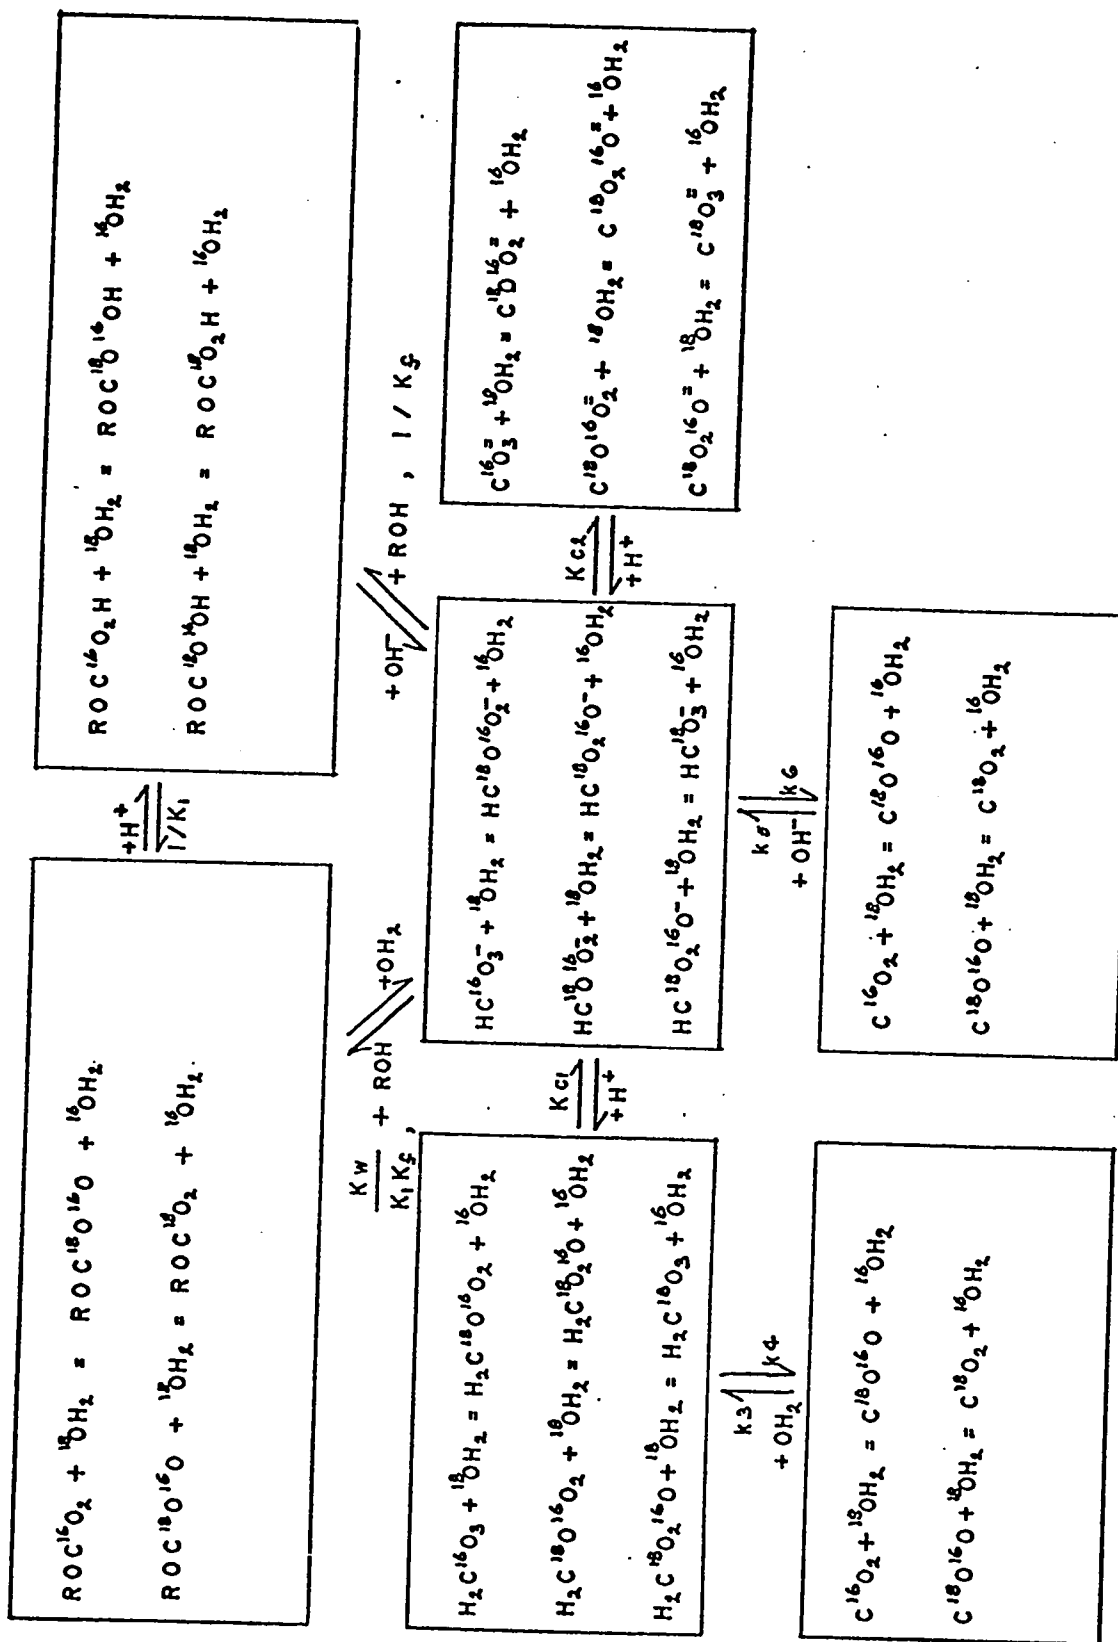 ROC¹⁶O₂ + ¹⁸OH₂ = ROC¹⁸O¹⁶O + ¹⁶OH₂
ROC¹⁸O¹⁶O + ¹⁸OH₂ = ROC¹⁸O₂ + ¹⁶OH₂
+H⁺
1/K₁
ROC¹⁶O₂H + ¹⁸OH₂ = ROC¹⁸O¹⁶OH + ¹⁶OH₂
ROC¹⁸O¹⁶OH + ¹⁸OH₂ = ROC¹⁸O₂H + ¹⁶OH₂
Kw
K₁K₅, + ROH
+OH₂
+OH⁻
+ROH , 1/K₅
H₂C¹⁶O₃ + ¹⁸OH₂ = H₂C¹⁸O¹⁶O₂ + ¹⁶OH₂
H₂C¹⁸O¹⁶O₂ + ¹⁸OH₂ = H₂C¹⁸O₂¹⁶O + ¹⁶OH₂
H₂C¹⁸O₂¹⁶O + ¹⁸OH₂ = H₂C¹⁸O₃ + ¹⁶OH₂
Kc1
+H⁺
HC¹⁶O₃⁻ + ¹⁸OH₂ = HC¹⁸O¹⁶O₂⁻ + ¹⁶OH₂
HC¹⁸O¹⁶O₂⁻ + ¹⁸OH₂ = HC¹⁸O₂¹⁶O⁻ + ¹⁶OH₂
HC¹⁸O₂¹⁶O⁻ + ¹⁸OH₂ = HC¹⁸O₃⁻ + ¹⁶OH₂
Kc2
+H⁺
C¹⁶O₃⁼ + ¹⁸OH₂ = C¹⁸O¹⁶O₂⁼ + ¹⁶OH₂
C¹⁸O¹⁶O₂⁼ + ¹⁸OH₂ = C¹⁸O₂¹⁶O⁼ + ¹⁶OH₂
C¹⁸O₂¹⁶O⁼ + ¹⁸OH₂ = C¹⁸O₃⁼ + ¹⁶OH₂
k3
+OH₂
k4
k5
+OH⁻
k6
C¹⁶O₂ + ¹⁸OH₂ = C¹⁸O¹⁶O + ¹⁶OH₂
C¹⁸O¹⁶O + ¹⁸OH₂ = C¹⁸O₂ + ¹⁶OH₂
C¹⁶O₂ + ¹⁸OH₂ = C¹⁸O¹⁶O + ¹⁶OH₂
C¹⁸O¹⁶O + ¹⁸OH₂ = C¹⁸O₂ + ¹⁶OH₂